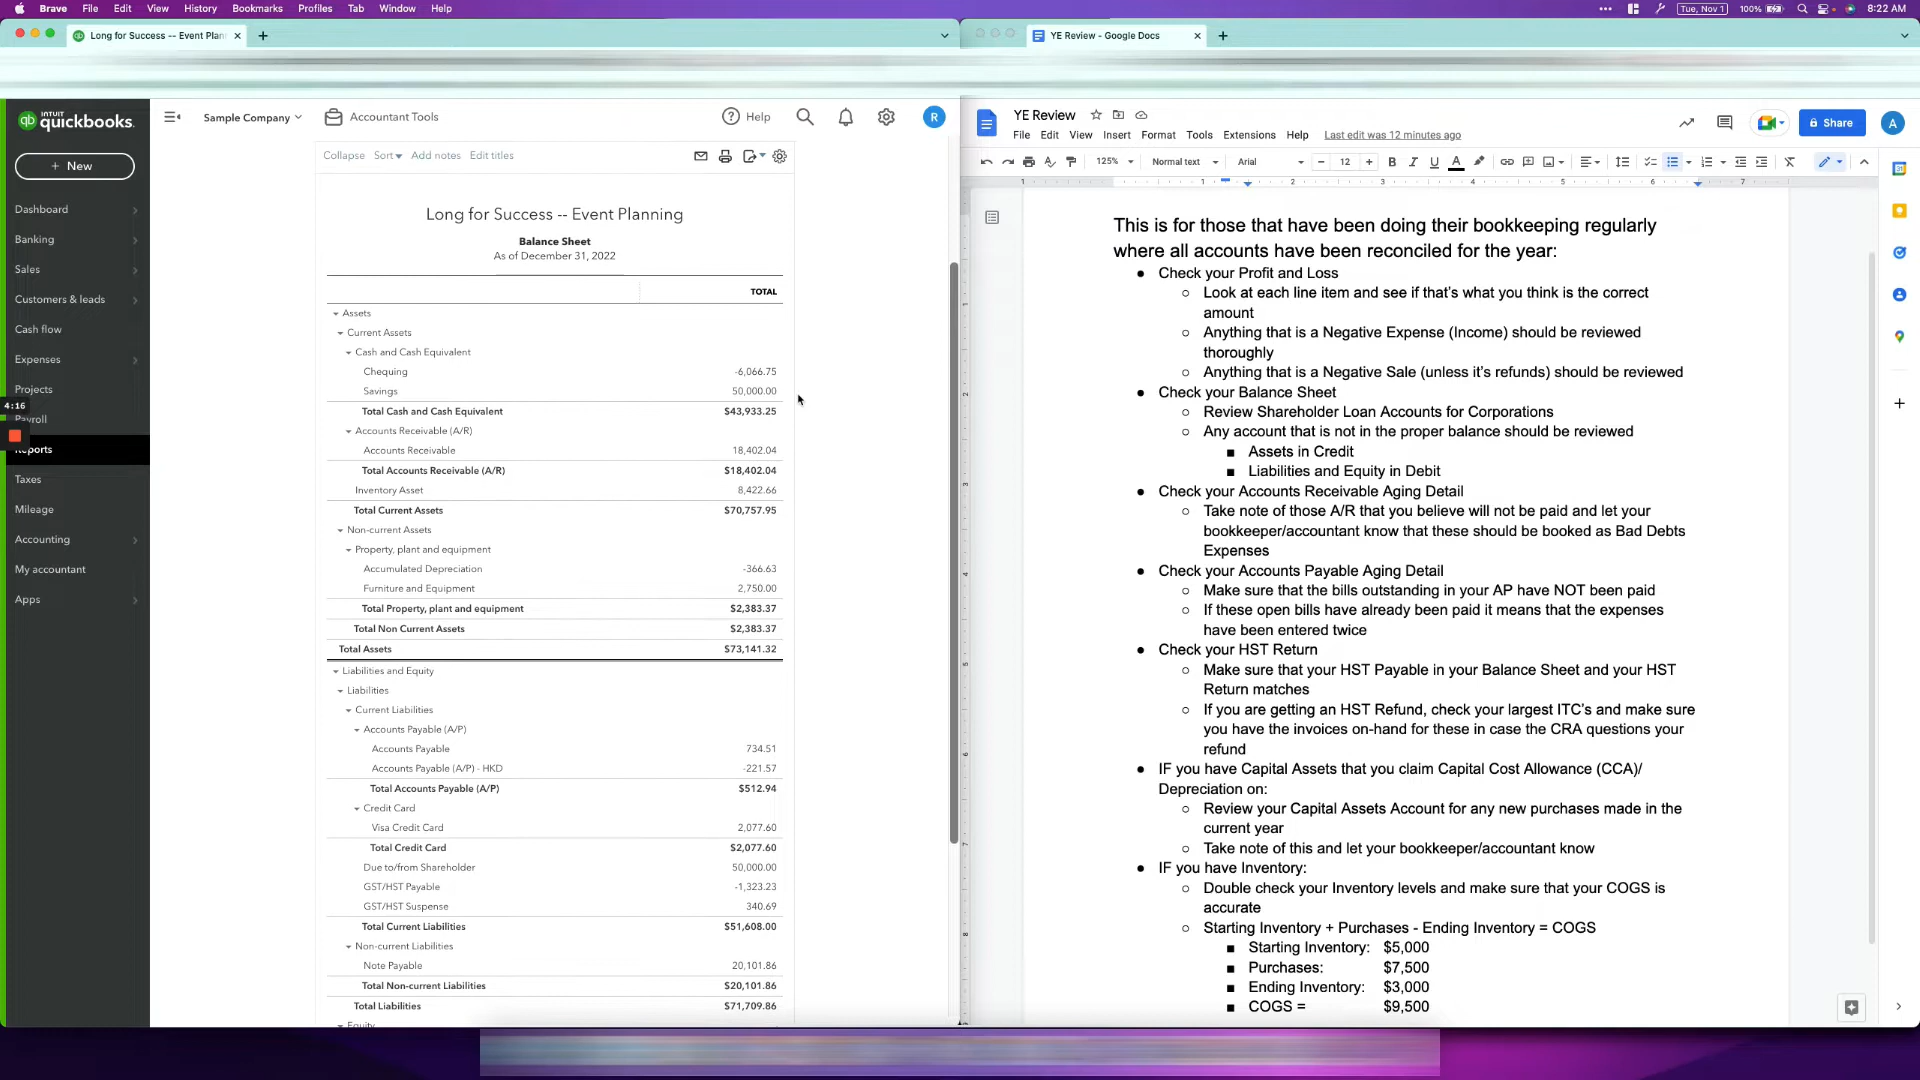 Brave File Edit View History Bookmarks Profiles Tab Window Help
••• Tue, Nov 1 100% 8:22 AM
Long for Success -- Event Plan × +
YE Review - Google Docs × +
INTUIT
quickbooks.
+ New
Dashboard
Banking
Sales
Customers & leads
Cash flow
Expenses
Projects
4:16
Payroll
Reports
Taxes
Mileage
Accounting
My accountant
Apps
Sample Company Accountant Tools Help R
Collapse Sort Add notes Edit titles
Long for Success -- Event Planning
Balance Sheet
As of December 31, 2022
TOTAL
Assets
Current Assets
Cash and Cash Equivalent
Chequing -6,066.75
Savings 50,000.00
Total Cash and Cash Equivalent $43,933.25
Accounts Receivable (A/R)
Accounts Receivable 18,402.04
Total Accounts Receivable (A/R) $18,402.04
Inventory Asset 8,422.66
Total Current Assets $70,757.95
Non-current Assets
Property, plant and equipment
Accumulated Depreciation -366.63
Furniture and Equipment 2,750.00
Total Property, plant and equipment $2,383.37
Total Non Current Assets $2,383.37
Total Assets $73,141.32
Liabilities and Equity
Liabilities
Current Liabilities
Accounts Payable (A/P)
Accounts Payable 734.51
Accounts Payable (A/P) - HKD -221.57
Total Accounts Payable (A/P) $512.94
Credit Card
Visa Credit Card 2,077.60
Total Credit Card $2,077.60
Due to/from Shareholder 50,000.00
GST/HST Payable -1,323.23
GST/HST Suspense 340.69
Total Current Liabilities $51,608.00
Non-current Liabilities
Note Payable 20,101.86
Total Non-current Liabilities $20,101.86
Total Liabilities $71,709.86
Equity
YE Review
File Edit View Insert Format Tools Extensions Help Last edit was 12 minutes ago
Share A
125% Normal text Arial − 12 + B I U A
1 1 2 3 4 5 6 7
This is for those that have been doing their bookkeeping regularly
where all accounts have been reconciled for the year:
● Check your Profit and Loss
○ Look at each line item and see if that's what you think is the correct
amount
○ Anything that is a Negative Expense (Income) should be reviewed
thoroughly
○ Anything that is a Negative Sale (unless it's refunds) should be reviewed
● Check your Balance Sheet
○ Review Shareholder Loan Accounts for Corporations
○ Any account that is not in the proper balance should be reviewed
■ Assets in Credit
■ Liabilities and Equity in Debit
● Check your Accounts Receivable Aging Detail
○ Take note of those A/R that you believe will not be paid and let your
bookkeeper/accountant know that these should be booked as Bad Debts
Expenses
● Check your Accounts Payable Aging Detail
○ Make sure that the bills outstanding in your AP have NOT been paid
○ If these open bills have already been paid it means that the expenses
have been entered twice
● Check your HST Return
○ Make sure that your HST Payable in your Balance Sheet and your HST
Return matches
○ If you are getting an HST Refund, check your largest ITC's and make sure
you have the invoices on-hand for these in case the CRA questions your
refund
● IF you have Capital Assets that you claim Capital Cost Allowance (CCA)/
Depreciation on:
○ Review your Capital Assets Account for any new purchases made in the
current year
○ Take note of this and let your bookkeeper/accountant know
● IF you have Inventory:
○ Double check your Inventory levels and make sure that your COGS is
accurate
○ Starting Inventory + Purchases - Ending Inventory = COGS
■ Starting Inventory: $5,000
■ Purchases: $7,500
■ Ending Inventory: $3,000
■ COGS = $9,500